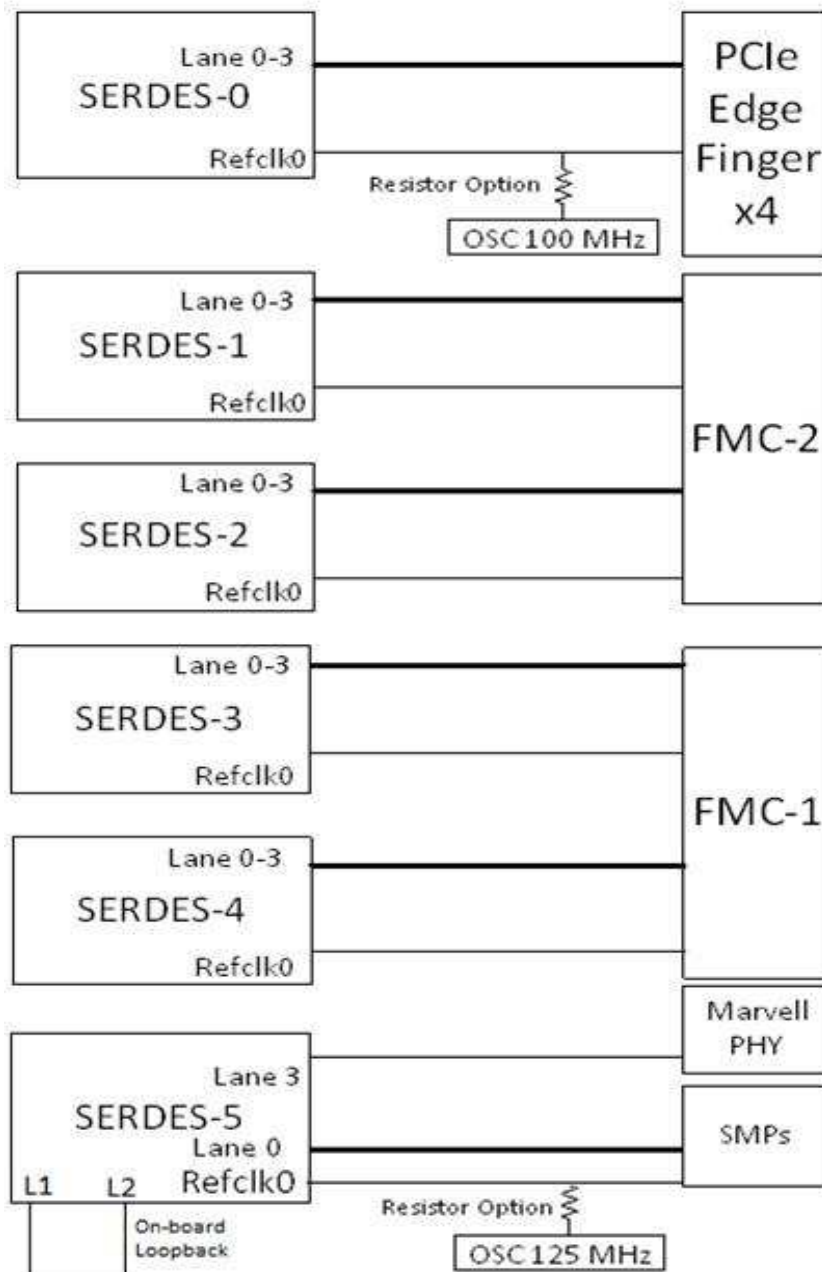 Lane 0-3
SERDES-0
Refclk0
PCIe
Edge
Finger
x4
Resistor Option
OSC 100 MHz
Lane 0-3
SERDES-1
Refclk0
Lane 0-3
SERDES-2
Refclk0
FMC-2
Lane 0-3
SERDES-3
Refclk0
Lane 0-3
SERDES-4
Refclk0
FMC-1
Marvell
PHY
Lane 3
SERDES-5
Lane 0
Refclk0
L1
L2
SMPs
On-board
Loopback
Resistor Option
OSC 125 MHz